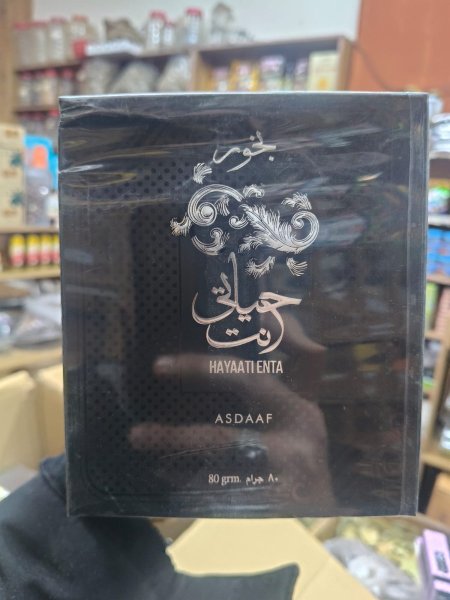 بخور
حياتي
انت
HAYAATI ENTA
ASDAAF
80 grm. ٨٠ جرام